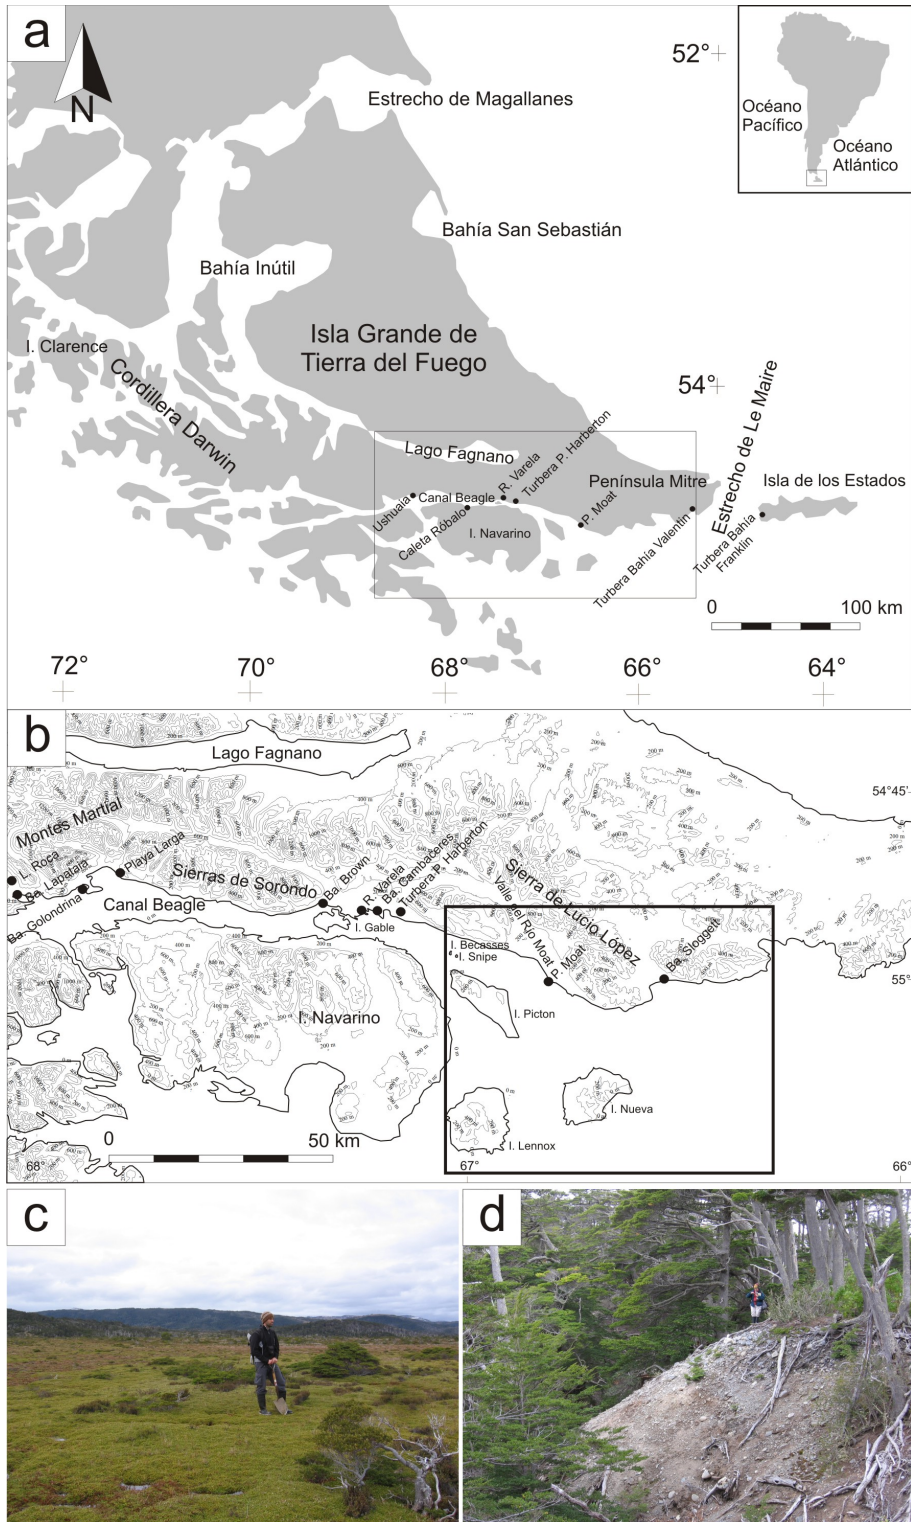 a
N
52°
Estrecho de Magallanes
Océano
Pacífico
Océano
Atlántico
Bahía San Sebastián
Bahía Inútil
Isla Grande de
Tierra del Fuego
I. Clarence
Cordillera Darwin
54°
Estrecho de Le Maire
Lago Fagnano
R. Varela
Turbera P. Harberton
Península Mitre
Isla de los Estados
Ushuaia
Canal Beagle
Caleta Róbalo
I. Navarino
P. Moat
Turbera Bahía Valentín
Turbera Bahía
Franklin
0
100 km
72°
70°
68°
66°
64°
b
Lago Fagnano
54°45'
Montes Martial
L. Roca
Ba. Lapataia
Ba. Golondrina
Playa Larga
Sierras de Sorondo
Ba. Brown
R. Varela
Ba. Cambaceres
Turbera P. Harberton
Canal Beagle
I. Gable
Sierra de Lucio López
Valle del Río Moat
I. Becasses
I. Snipe
P. Moat
Ba. Sloggett
55°
I. Picton
I. Navarino
I. Nueva
I. Lennox
0
50 km
68°
67°
66°
c
d